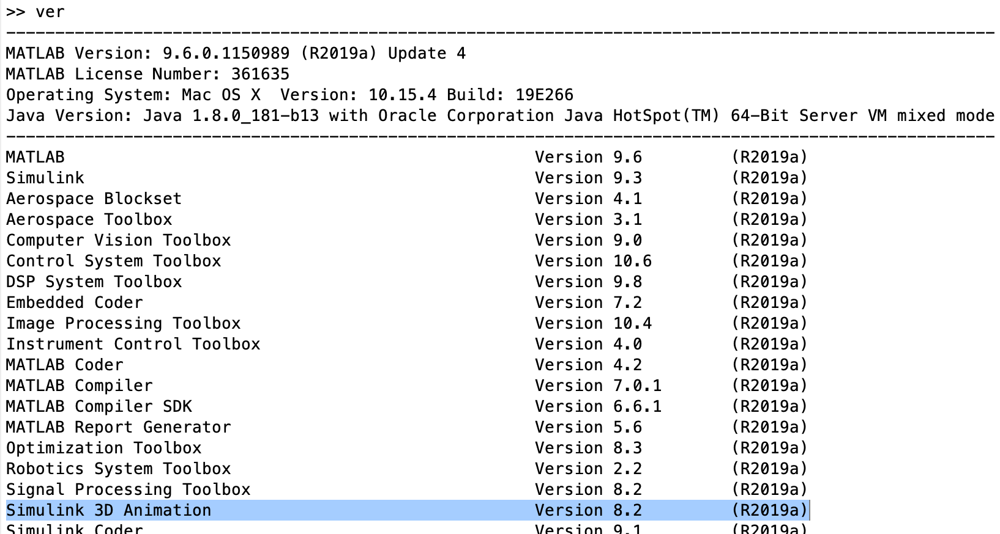 >> ver
-----------------------------------------------------------------------------------------------------
MATLAB Version: 9.6.0.1150989 (R2019a) Update 4
MATLAB License Number: 361635
Operating System: Mac OS X  Version: 10.15.4 Build: 19E266
Java Version: Java 1.8.0_181-b13 with Oracle Corporation Java HotSpot(TM) 64-Bit Server VM mixed mode
-----------------------------------------------------------------------------------------------------
MATLAB                                                Version 9.6         (R2019a)
Simulink                                              Version 9.3         (R2019a)
Aerospace Blockset                                    Version 4.1         (R2019a)
Aerospace Toolbox                                     Version 3.1         (R2019a)
Computer Vision Toolbox                               Version 9.0         (R2019a)
Control System Toolbox                                Version 10.6        (R2019a)
DSP System Toolbox                                    Version 9.8         (R2019a)
Embedded Coder                                        Version 7.2         (R2019a)
Image Processing Toolbox                              Version 10.4        (R2019a)
Instrument Control Toolbox                            Version 4.0         (R2019a)
MATLAB Coder                                          Version 4.2         (R2019a)
MATLAB Compiler                                       Version 7.0.1       (R2019a)
MATLAB Compiler SDK                                   Version 6.6.1       (R2019a)
MATLAB Report Generator                               Version 5.6         (R2019a)
Optimization Toolbox                                  Version 8.3         (R2019a)
Robotics System Toolbox                               Version 2.2         (R2019a)
Signal Processing Toolbox                             Version 8.2         (R2019a)
Simulink 3D Animation                                 Version 8.2         (R2019a)
Simulink Coder                                        Version 9.1         (R2019a)